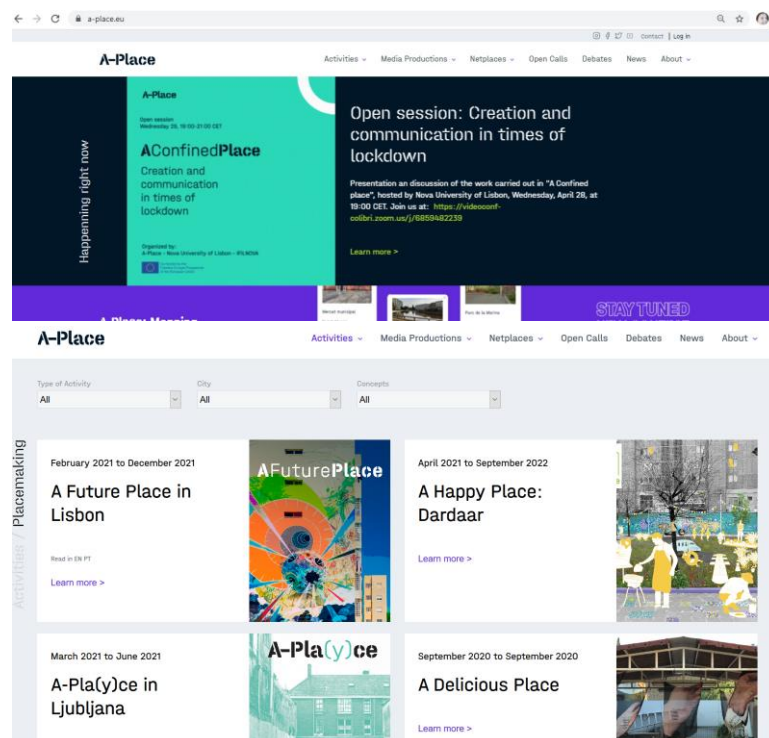 a-place.eu
Contact | Log in
A-Place
Activities Media Productions Netplaces Open Calls Debates News About
Happenning right now
A-Place
Open session
Wednesday 28, 19:00-21:00 CET
AConfinedPlace
Creation and
communication
in times of
lockdown
Organized by:
A-Place - Nova University of Lisbon - IFILNOVA
Open session: Creation and
communication in times of
lockdown
Presentation an discussion of the work carried out in "A Confined
place", hosted by Nova University of Lisbon, Wednesday, April 28, at
19:00 CET. Join us at: https://videoconf-
colibri.zoom.us/j/6859482239
Learn more >
Mercat municipal
Parc de la Marina
STAY TUNED
A-Place
Activities Media Productions Netplaces Open Calls Debates News About
Type of Activity City Concepts
All All All
Activities / Placemaking
February 2021 to December 2021
A Future Place in
Lisbon
Read in EN PT
Learn more >
AFuturePlace
April 2021 to September 2022
A Happy Place:
Dardaar
Learn more >
March 2021 to June 2021
A-Pla(y)ce in
Ljubljana
A-Pla(y)ce
September 2020 to September 2020
A Delicious Place
Learn more >